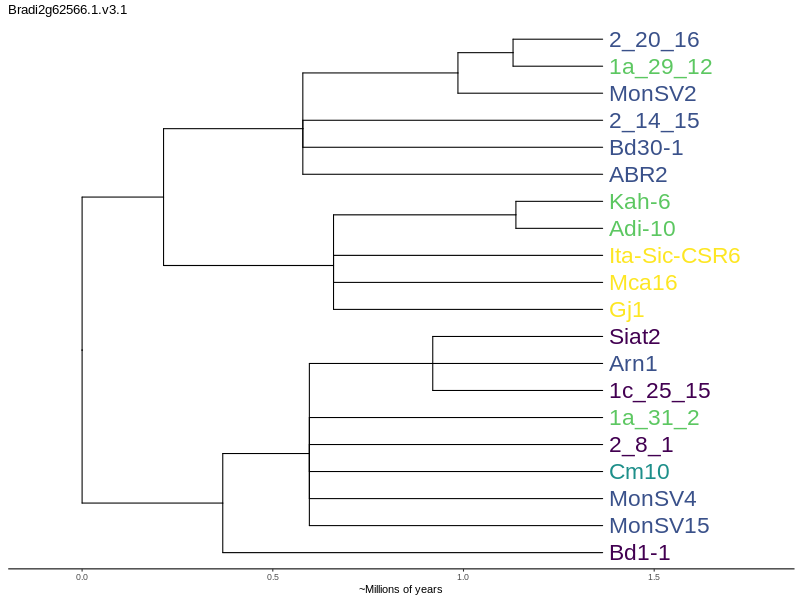 Bradi2g62566.1.v3.1
2_20_16
1a_29_12
MonSV2
2_14_15
Bd30-1
ABR2
Kah-6
Adi-10
Ita-Sic-CSR6
Mca16
Gj1
Siat2
Arn1
1c_25_15
1a_31_2
2_8_1
Cm10
MonSV4
MonSV15
Bd1-1
0.0 0.5 1.0 1.5
~Millions of years